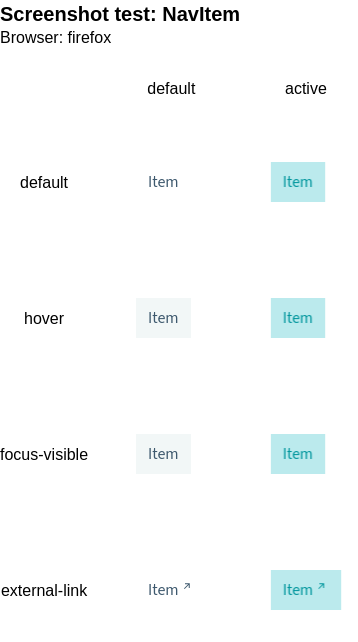 Screenshot test: NavItem
Browser: firefox
default active
default Item Item
hover Item Item
focus-visible Item Item
external-link Item ↗ Item ↗